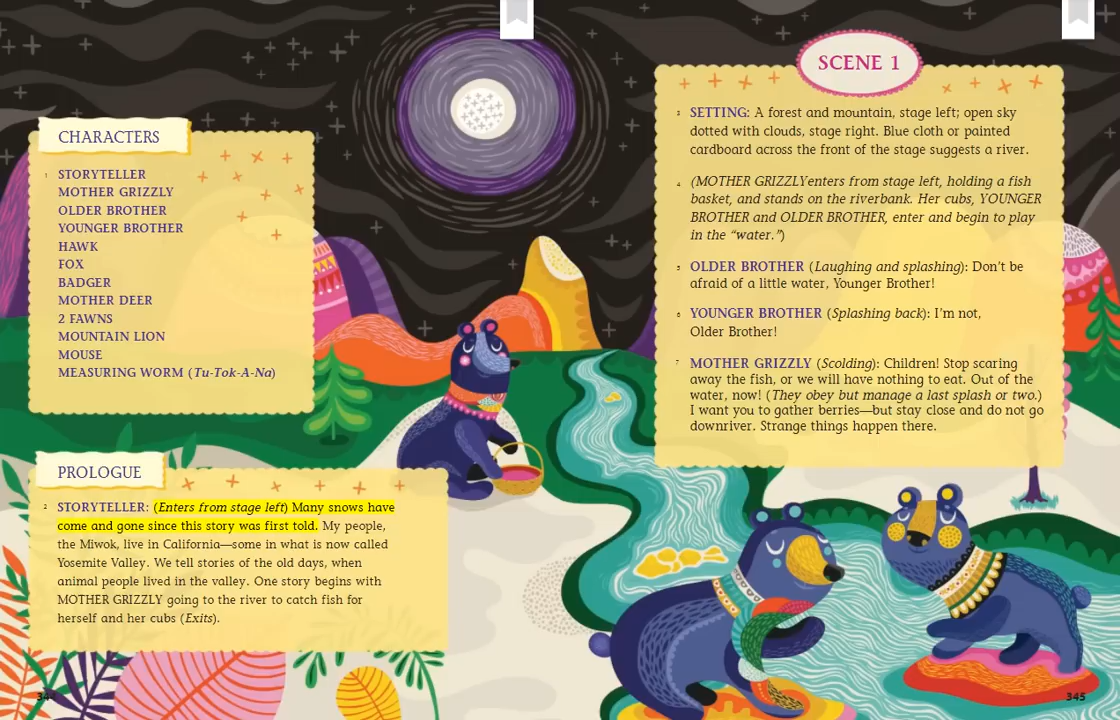 CHARACTERS
1 STORYTELLER
MOTHER GRIZZLY
OLDER BROTHER
YOUNGER BROTHER
HAWK
FOX
BADGER
MOTHER DEER
2 FAWNS
MOUNTAIN LION
MOUSE
MEASURING WORM (Tu-Tok-A-Na)
PROLOGUE
2 STORYTELLER: (Enters from stage left) Many snows have
come and gone since this story was first told. My people,
the Miwok, live in California—some in what is now called
Yosemite Valley. We tell stories of the old days, when
animal people lived in the valley. One story begins with
MOTHER GRIZZLY going to the river to catch fish for
herself and her cubs (Exits).
SCENE 1
3 SETTING: A forest and mountain, stage left; open sky
dotted with clouds, stage right. Blue cloth or painted
cardboard across the front of the stage suggests a river.
4 (MOTHER GRIZZLYenters from stage left, holding a fish
basket, and stands on the riverbank. Her cubs, YOUNGER
BROTHER and OLDER BROTHER, enter and begin to play
in the “water.”)
5 OLDER BROTHER (Laughing and splashing): Don’t be
afraid of a little water, Younger Brother!
6 YOUNGER BROTHER (Splashing back): I’m not,
Older Brother!
7 MOTHER GRIZZLY (Scolding): Children! Stop scaring
away the fish, or we will have nothing to eat. Out of the
water, now! (They obey but manage a last splash or two.)
I want you to gather berries—but stay close and do not go
downriver. Strange things happen there.
345